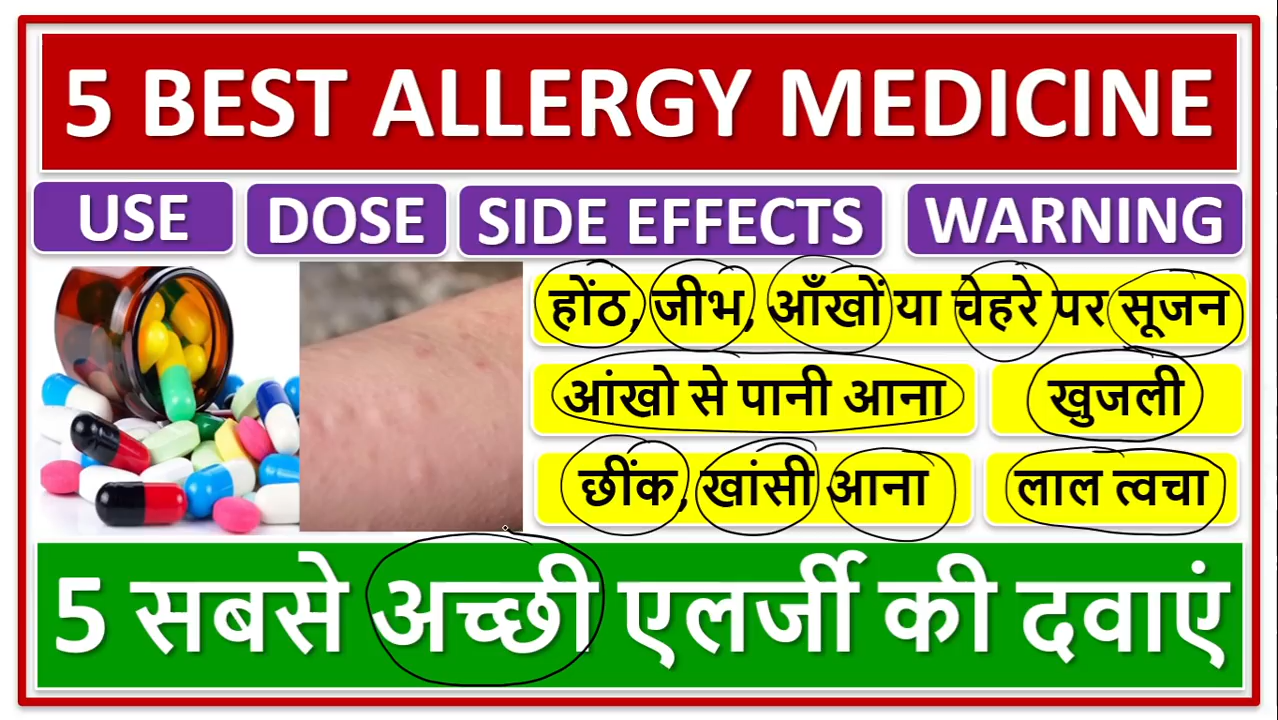 5 BEST ALLERGY MEDICINE
USE DOSE SIDE EFFECTS WARNING
होंठ, जीभ, आँखों या चेहरे पर सूजन
आंखो से पानी आना खुजली
छींक, खांसी आना लाल त्वचा
5 सबसे अच्छी एलर्जी की दवाएं